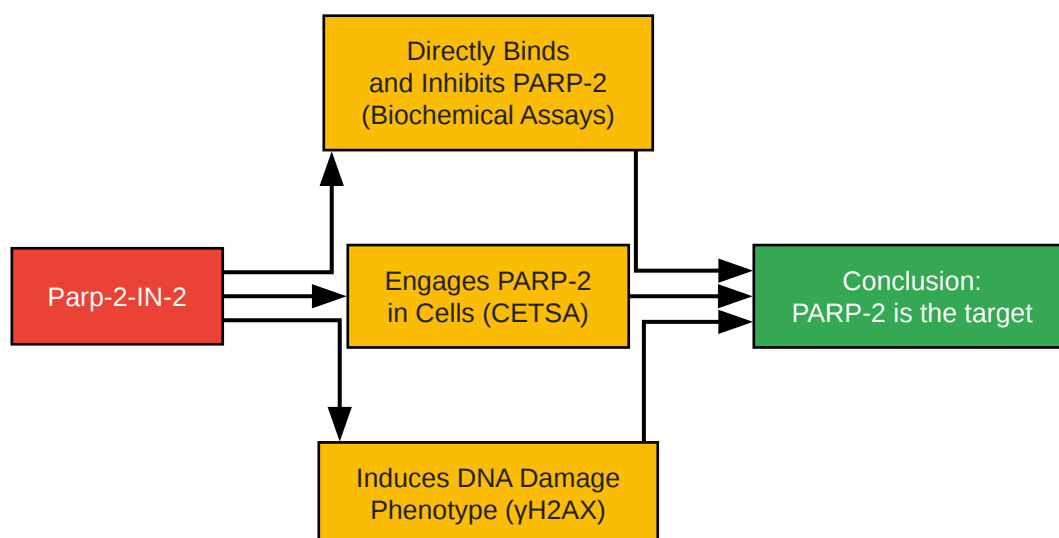 Directly Binds
and Inhibits PARP-2
(Biochemical Assays)
Parp-2-IN-2
Engages PARP-2
in Cells (CETSA)
Conclusion:
PARP-2 is the target
Induces DNA Damage
Phenotype (γH2AX)